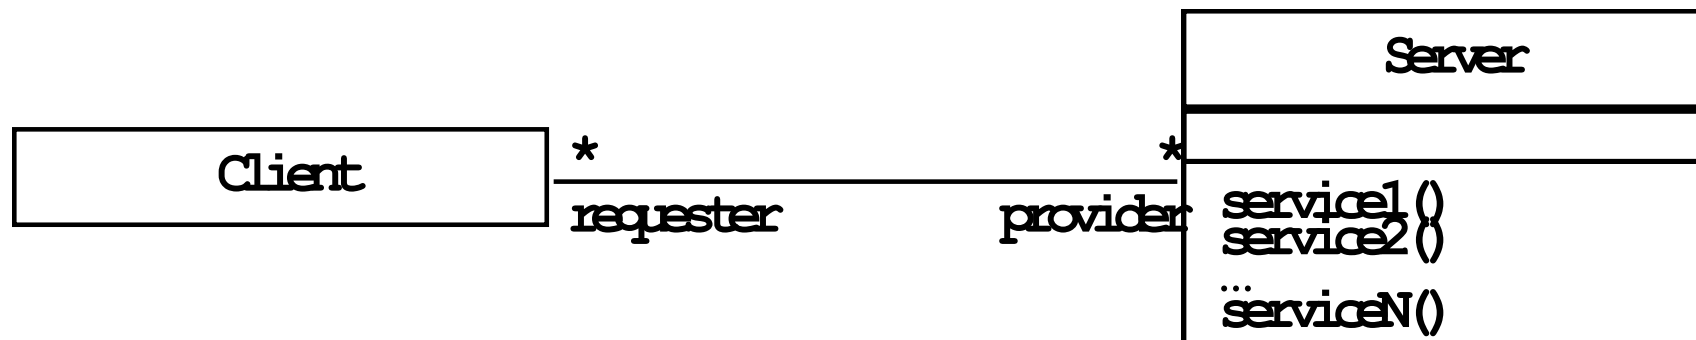 Server
Client
* *
requester provider
service1()
service2()
...
serviceN()